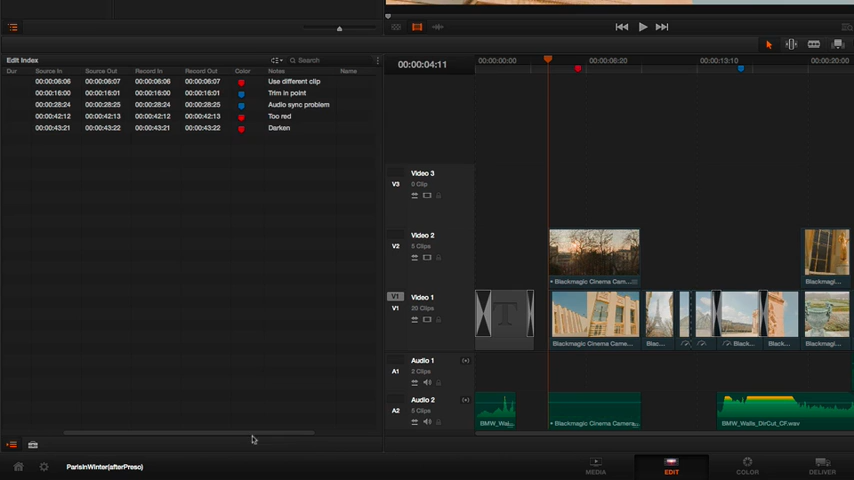 Edit Index
Search
Dur Source In Source Out Record In Record Out Color Notes Name
00:00:06:06 00:00:06:07 00:00:06:06 00:00:06:07 Use different clip
00:00:16:00 00:00:16:01 00:00:16:00 00:00:16:01 Trim in point
00:00:28:24 00:00:28:25 00:00:28:24 00:00:28:25 Audio sync problem
00:00:42:12 00:00:42:13 00:00:42:12 00:00:42:13 Too red
00:00:43:21 00:00:43:22 00:00:43:21 00:00:43:22 Darken
00:00:04:11
00:00:00:00 00:00:06:20 00:00:13:10 00:00:20:00
Video 3
V3 0 Clip
Video 2
V2 5 Clips
Blackmagic Cinema Cam... Blackmagi...
V1 Video 1
V1 20 Clips
T
Blackmagic Cinema Came... Blac... Black... Black... Blackmagi...
Audio 1
A1 2 Clips
Audio 2
A2 5 Clips
BMW_Wal... Blackmagic Cinema Camera... BMW_Walls_DirCut_CF.wav
ParisInWinter(afterPreso)
MEDIA EDIT COLOR DELIVER